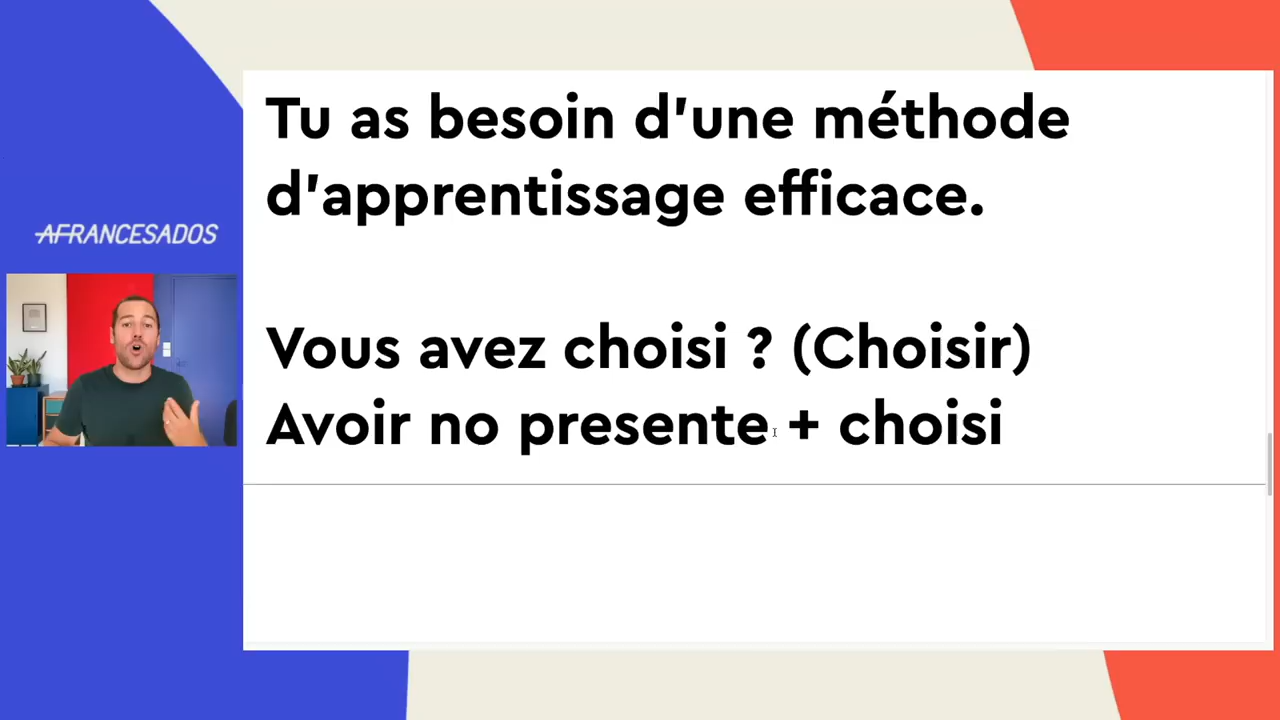 Tu as besoin d'une méthode
d'apprentissage efficace.
AFRANCESADOS
Vous avez choisi ? (Choisir)
Avoir no presente + choisi